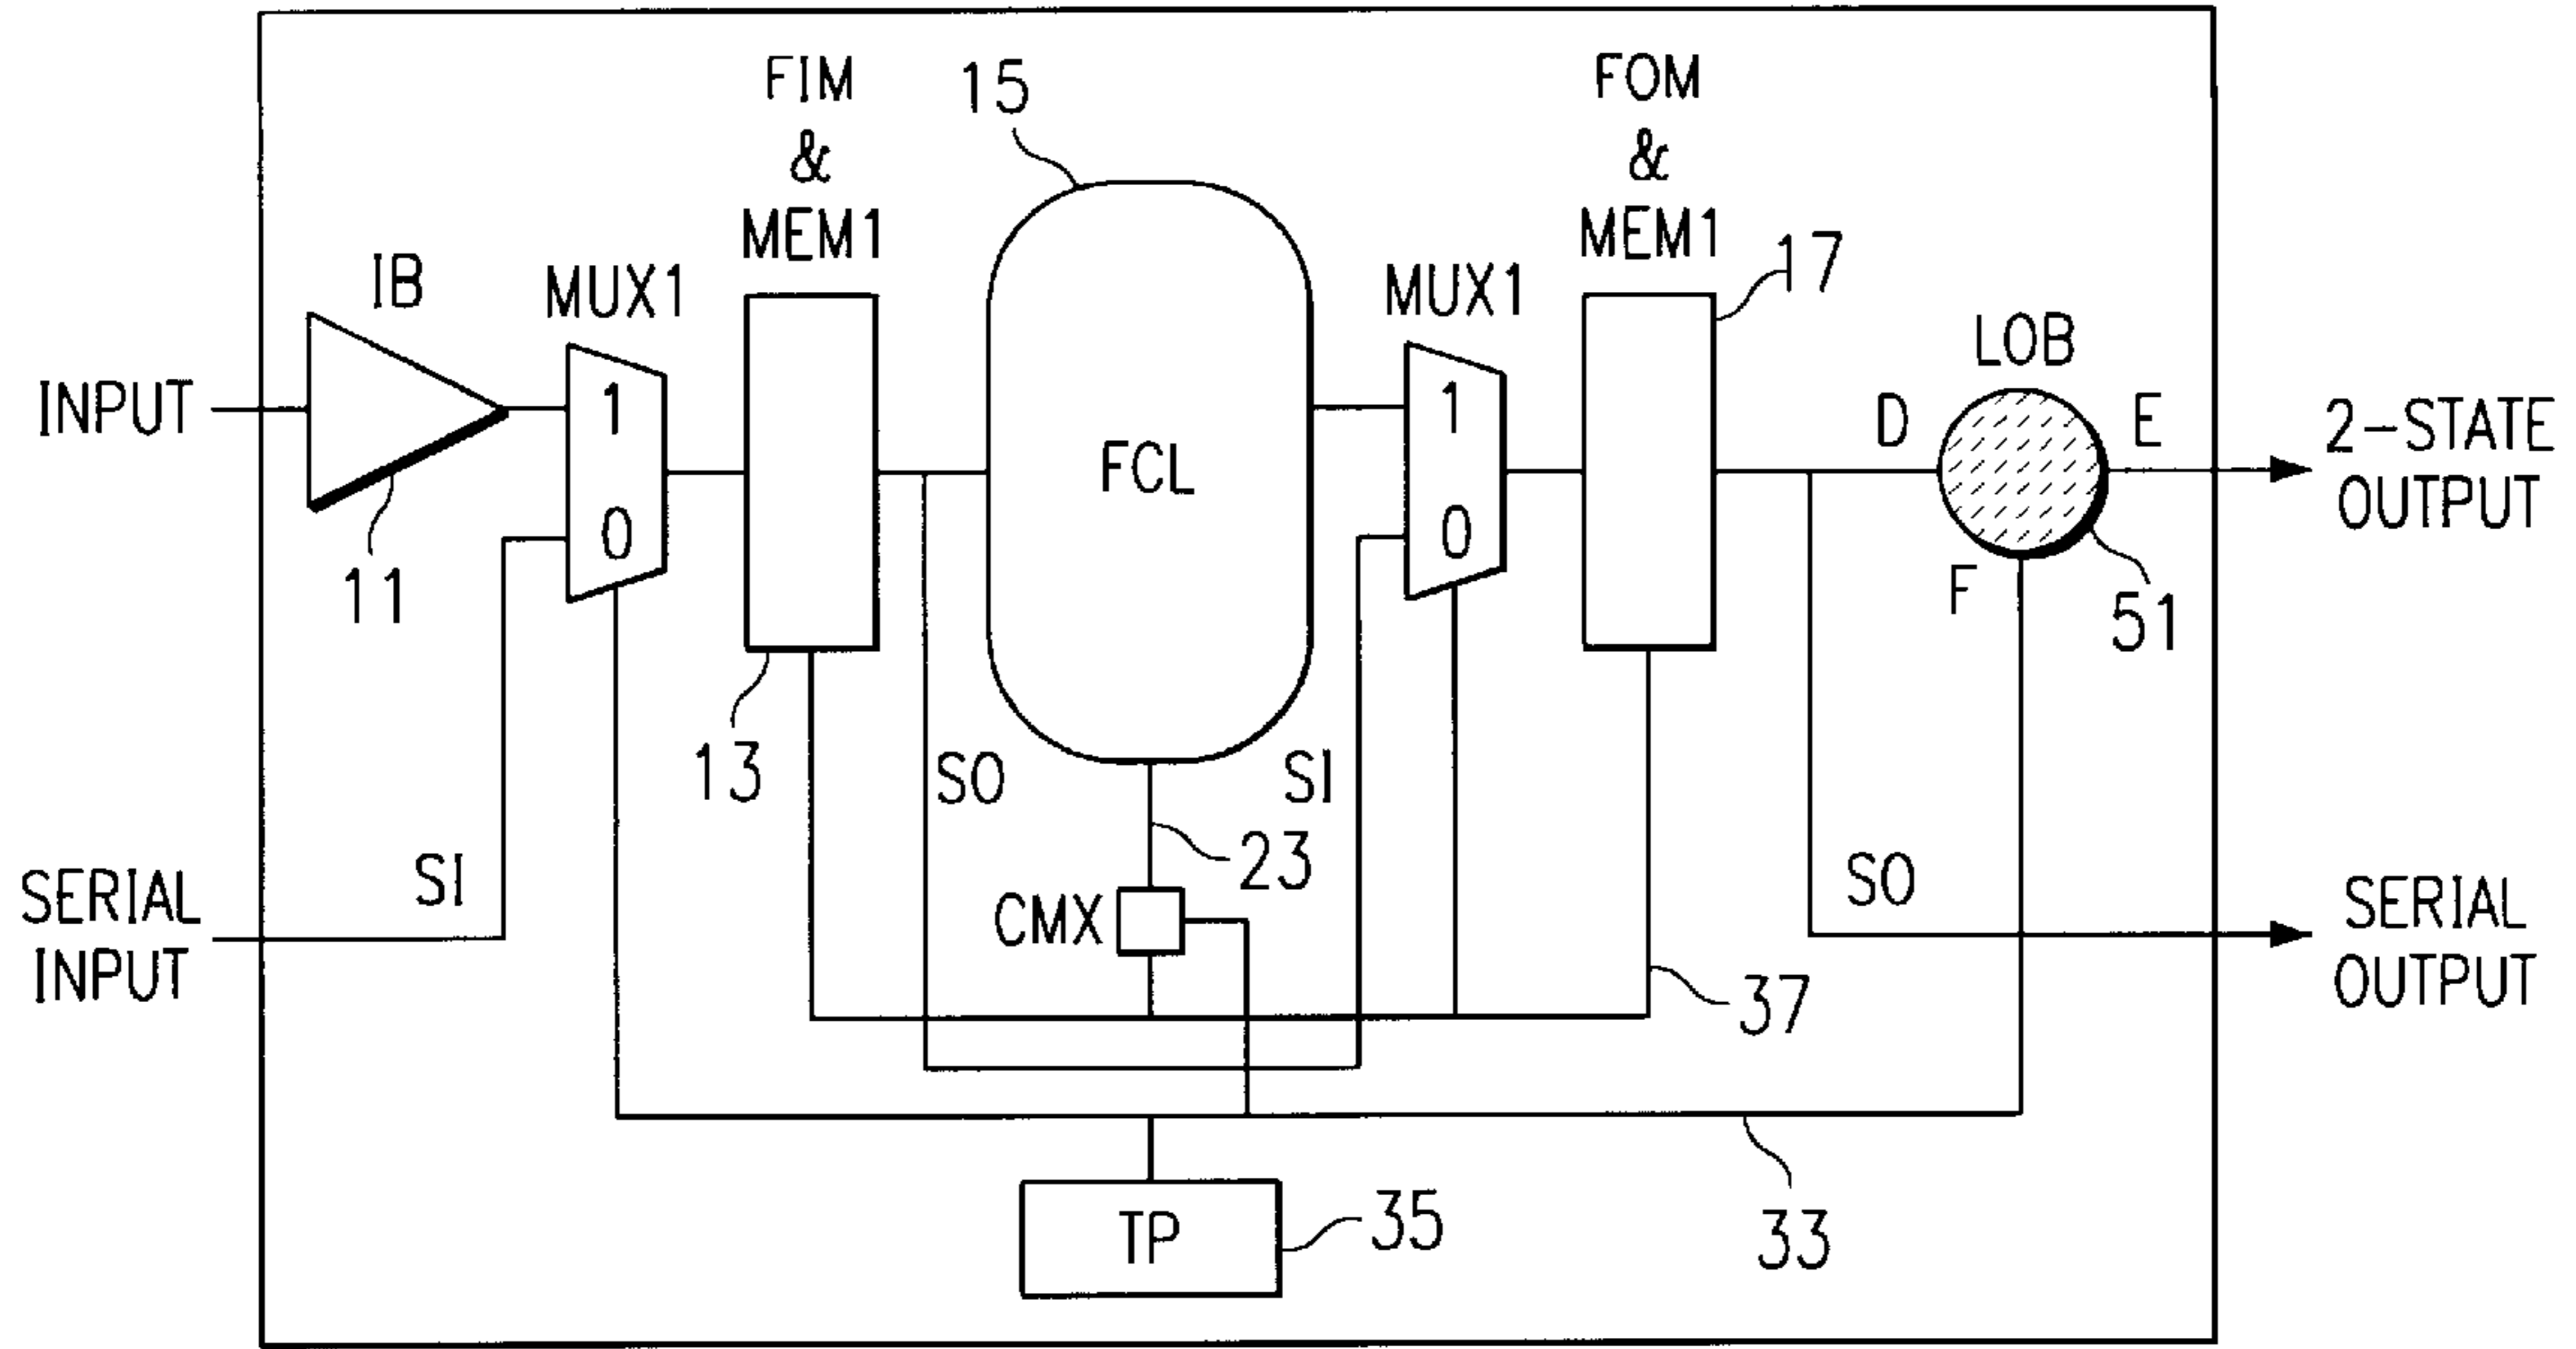 FIM
&
MEM1
15
FOM
&
MEM1
17
IB
MUX1
MUX1
LOB
INPUT
1
0
FCL
1
0
D
E
F
2-STATE
OUTPUT
11
13
51
SO
SI
23
SI
CMX
SO
SERIAL
INPUT
SERIAL
OUTPUT
37
TP
35
33